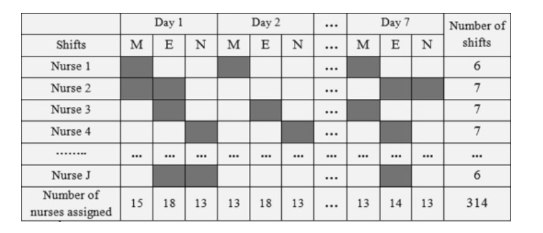 Day 1 Day 2 ... Day 7 Number of shifts
Shifts M E N M E N ... M E N
Nurse 1 ... 6
Nurse 2 ... 7
Nurse 3 ... 7
Nurse 4 ... 7
........ ... ... ... ... ... ... ... ... ... ... ...
Nurse J ... 6
Number of
nurses assigned 15 18 13 13 18 13 ... 13 14 13 314